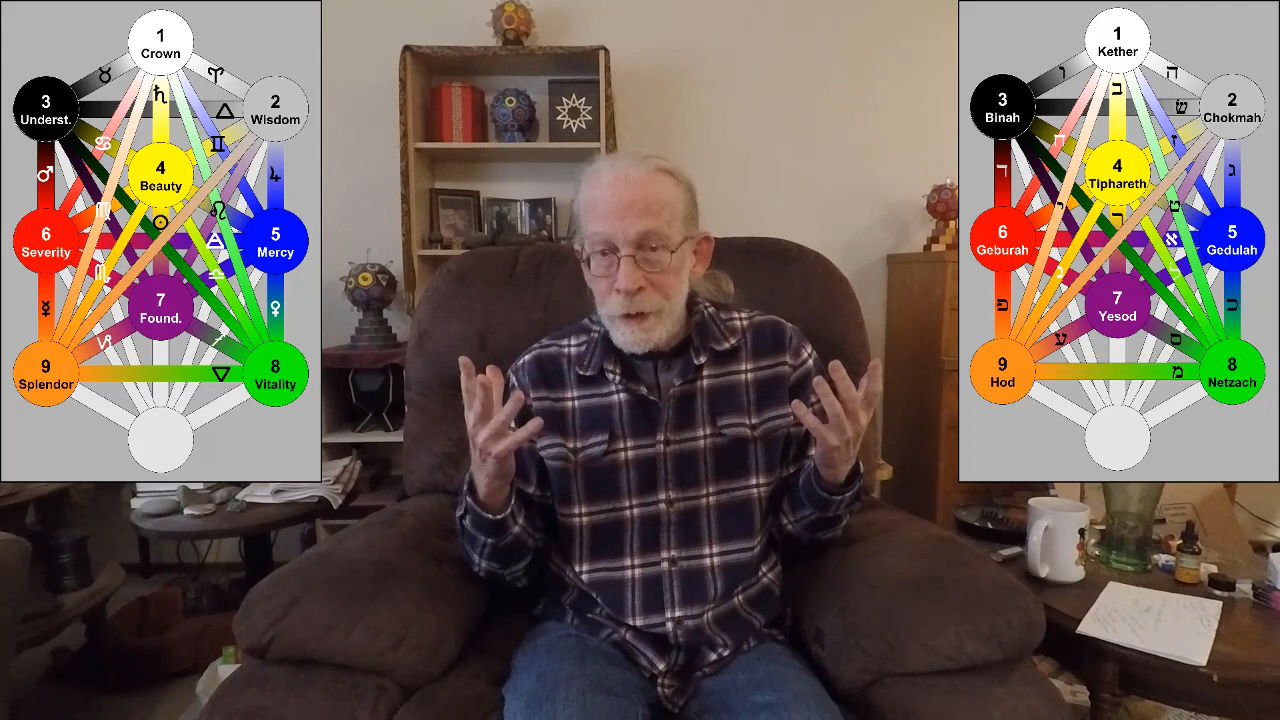 1
Crown
♉
♈
♄
3
Underst.
△
2
Wisdom
♋
♊
4
Beauty
♂
♃
♍
♌
☉
6
Severity
5
Mercy
♏
♎
7
Found.
☿
♀
♑
9
Splendor
▽
8
Vitality
1
Kether
ו
ה
ב
3
Binah
ש
2
Chokmah
ח
ז
4
Tiphareth
ד
ג
י
ט
ר
6
Geburah
א
5
Gedulah
נ
ל
7
Yesod
פ
ע
ס
9
Hod
מ
8
Netzach